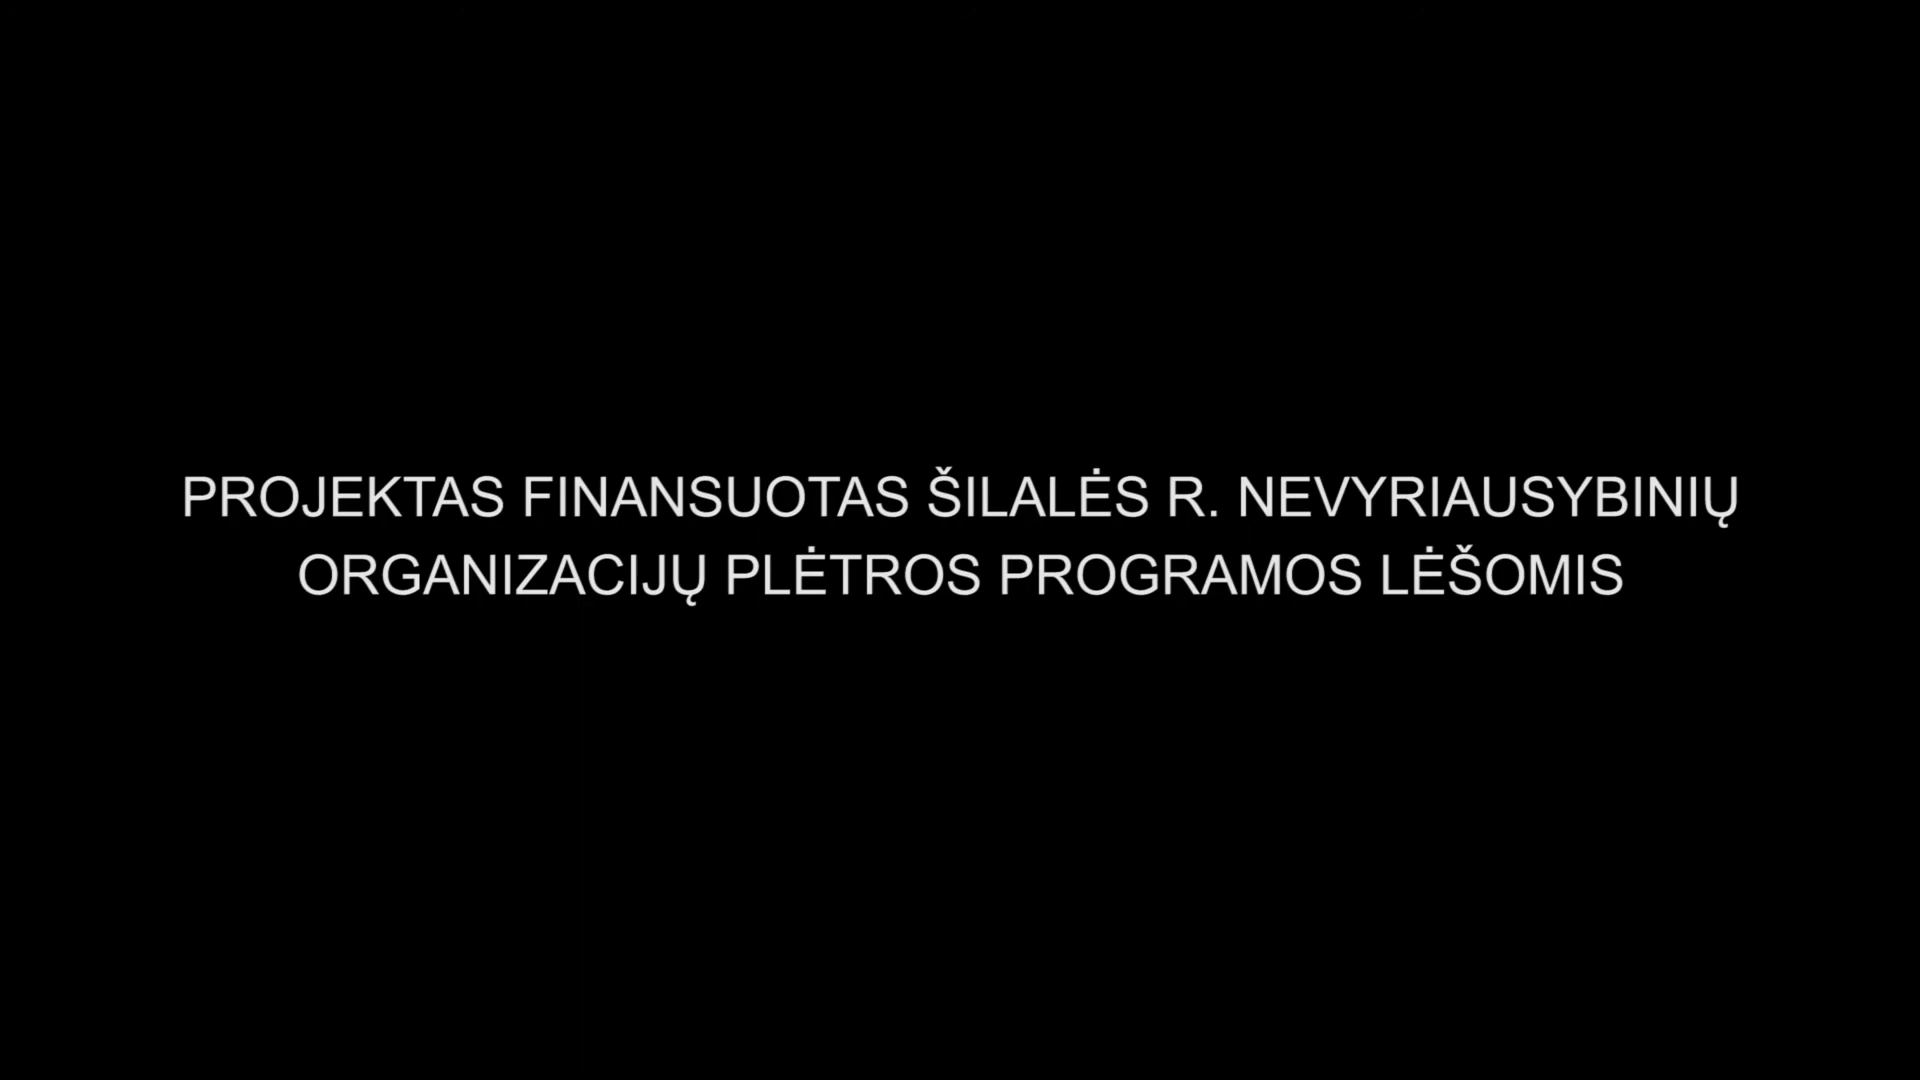 PROJEKTAS FINANSUOTAS ŠILALĖS R. NEVYRIAUSYBINIŲ
ORGANIZACIJŲ PLĖTROS PROGRAMOS LĖŠOMIS